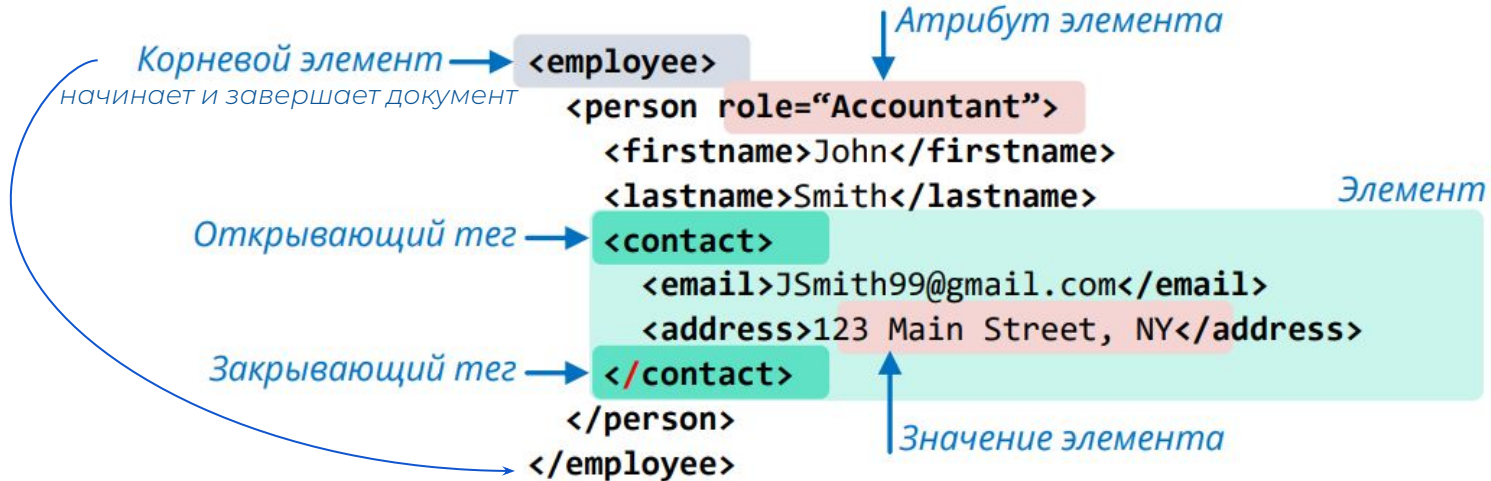 Атрибут элемента
Корневой элемент
<employee>
начинает и завершает документ
<person role=“Accountant”>
<firstname>John</firstname>
<lastname>Smith</lastname>
Элемент
Открывающий тег
<contact>
<email>JSmith99@gmail.com</email>
<address>123 Main Street, NY</address>
Закрывающий тег
</contact>
</person>
Значение элемента
</employee>